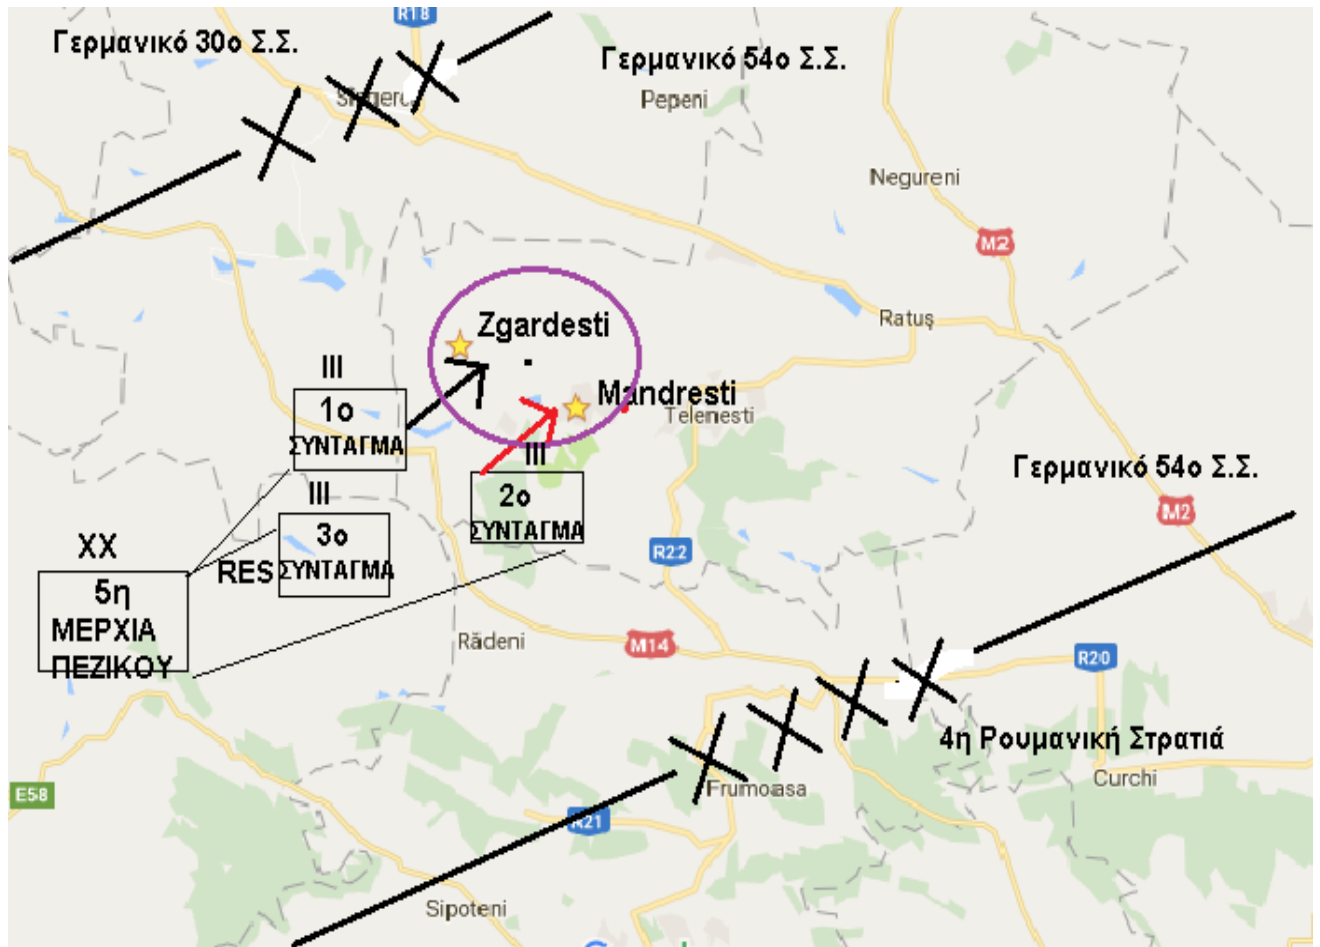 R18
Γερμανικό 30ο Σ.Σ.
Γερμανικό 54ο Σ.Σ.
Pepeni
Negureni
M2
Zgardesti
Ratuș
Mandresti
Telenesti
III
1ο
ΣΥΝΤΑΓΜΑ
III
2ο
ΣΥΝΤΑΓΜΑ
III
3ο
RES ΣΥΝΤΑΓΜΑ
XX
5η
ΜΕΡΧΙΑ
ΠΕΖΙΚΟΥ
Γερμανικό 54ο Σ.Σ.
M2
R22
Rădeni
M14
R20
4η Ρουμανική Στρατιά
Curchi
Frumoasa
E58
R21
Sipoteni